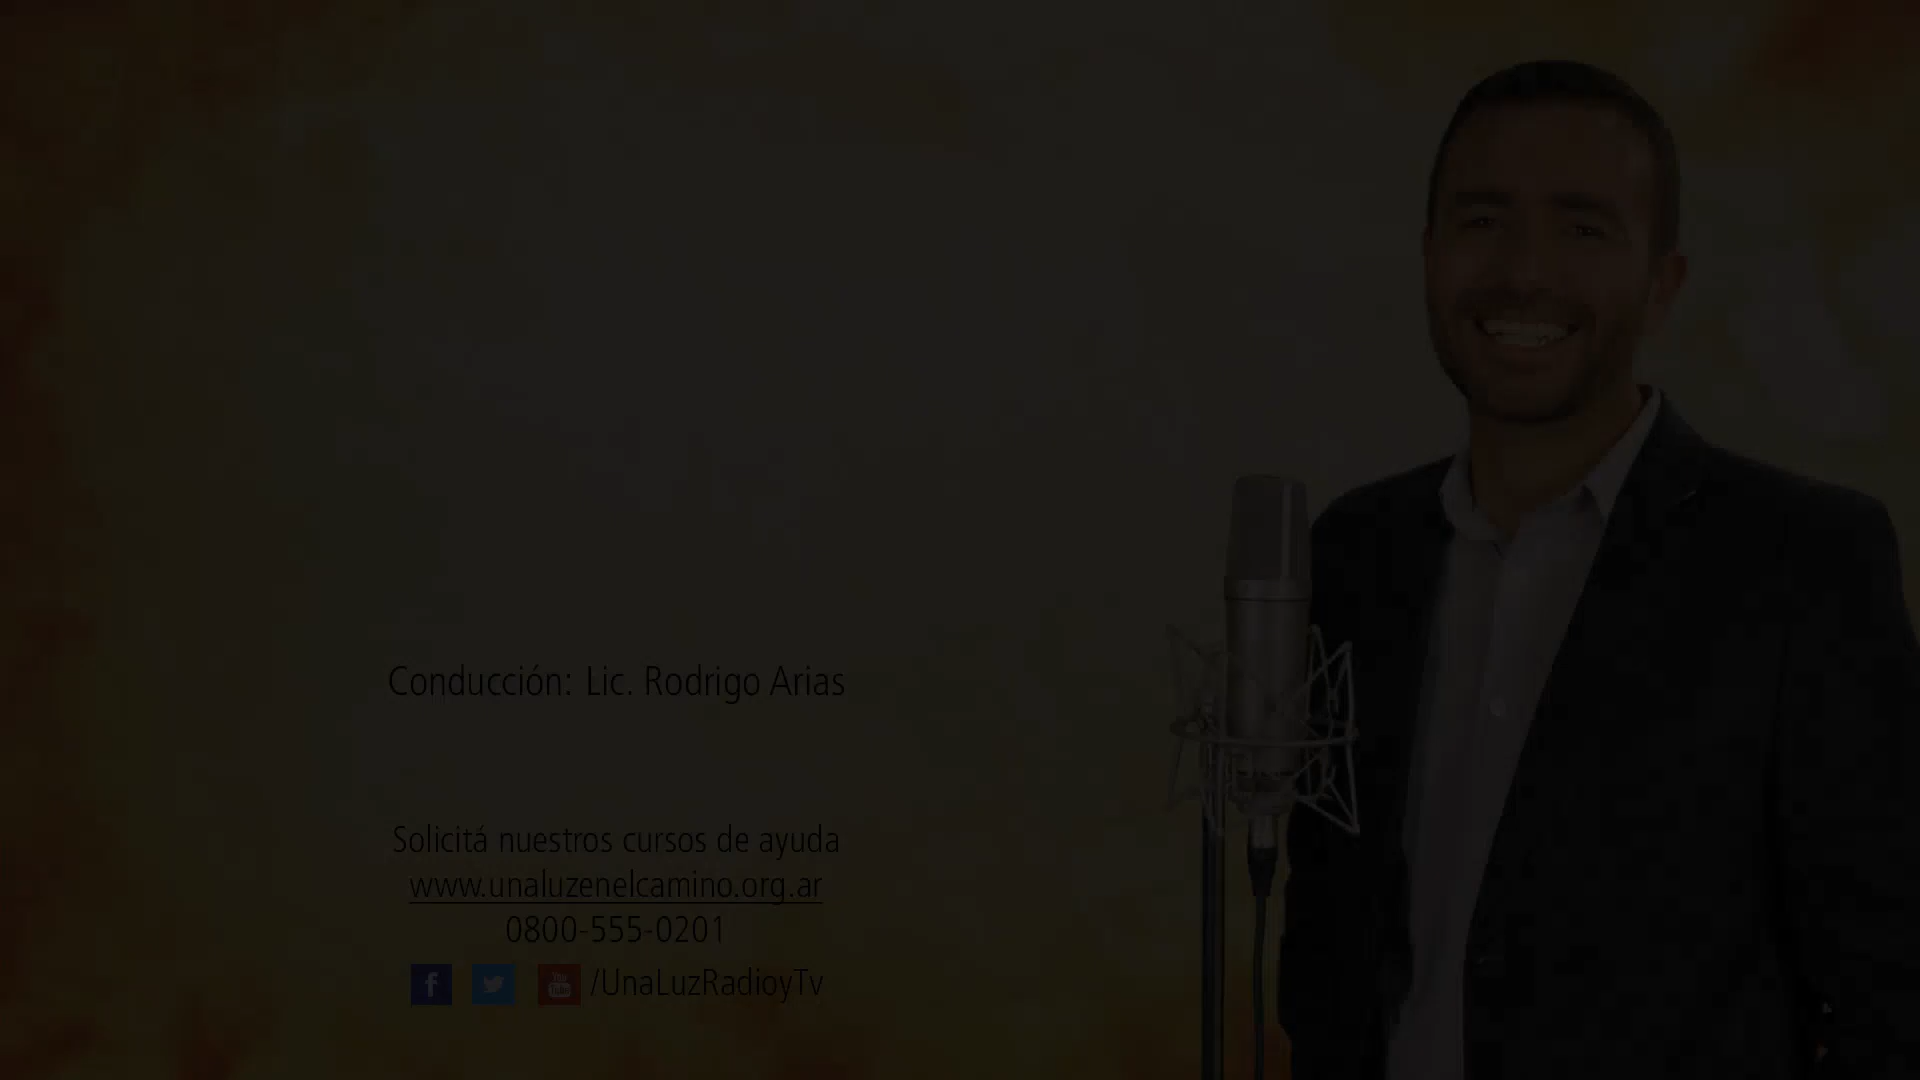 Conducción: Lic. Rodrigo Arias
Solicitá nuestros cursos de ayuda
www.unaluzenelcamino.org.ar
0800-555-0201
/UnaLuzRadioyTv